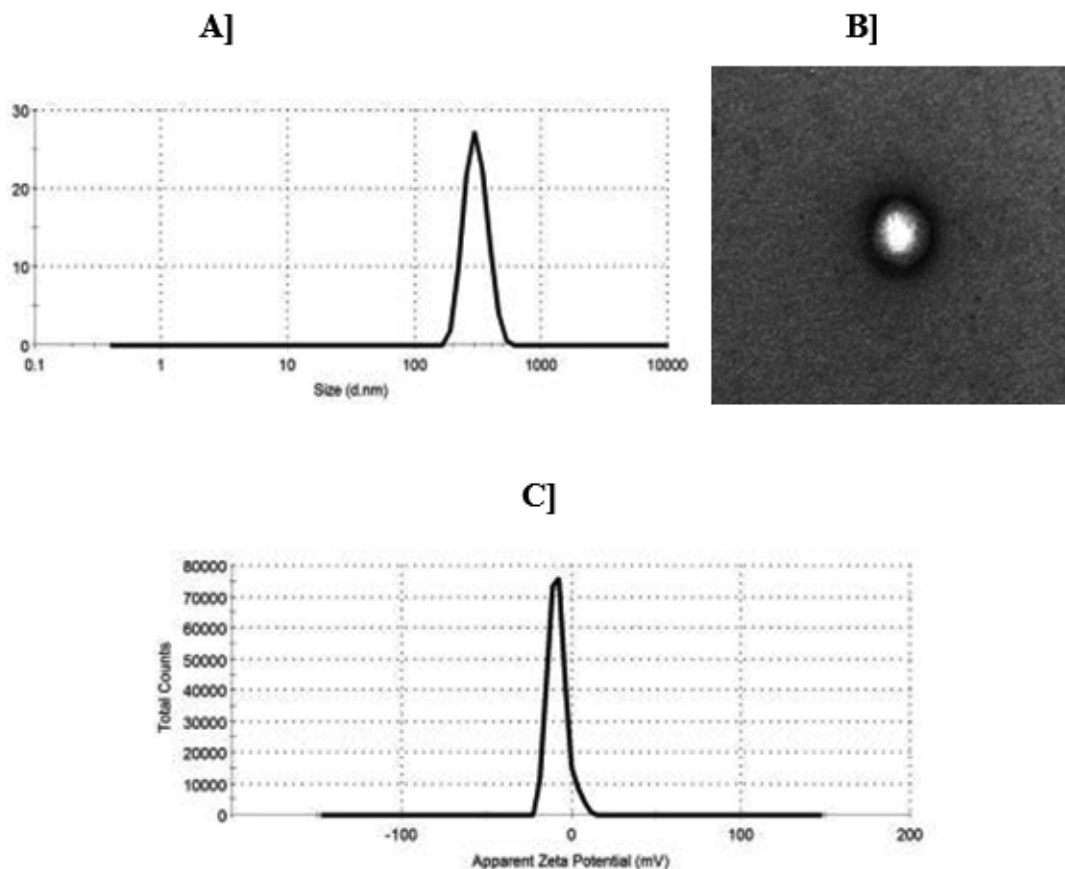 A]
B]
30
20
10
0
0.1 1 10 100 1000 10000
Size (d.nm)
C]
80000
70000
60000
50000
40000
30000
20000
10000
0
Total Counts
-100 0 100 200
Apparent Zeta Potential (mV)